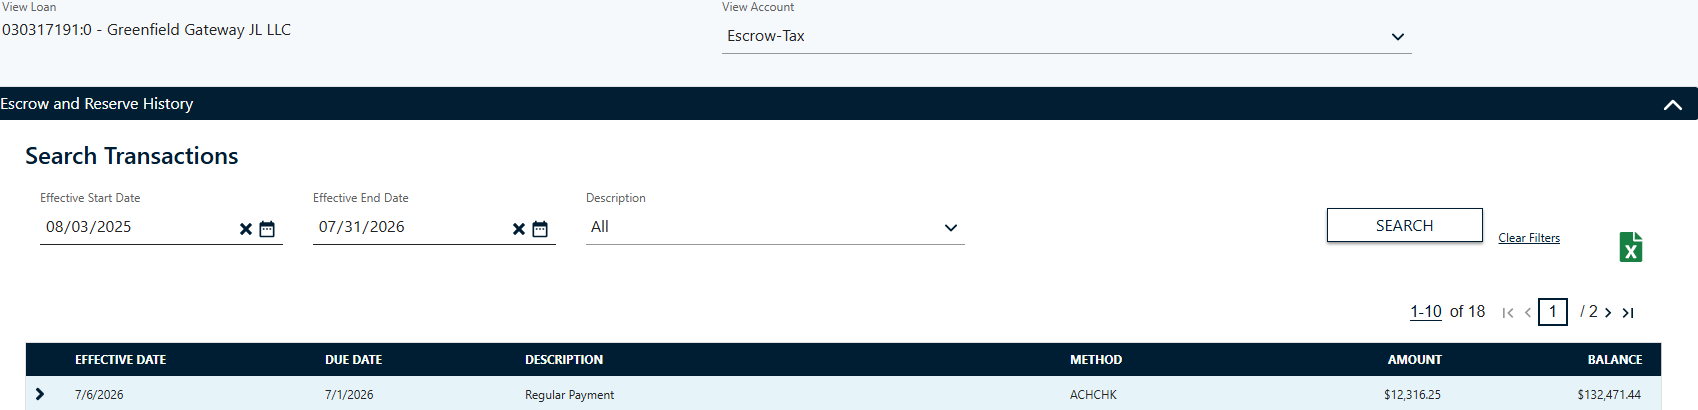 View Loan
030317191:0 - Greenfield Gateway JL LLC
View Account
Escrow-Tax
Escrow and Reserve History
Search Transactions
Effective Start Date
08/03/2025
Effective End Date
07/31/2026
Description
All
SEARCH
Clear Filters
1-10 of 18 1 / 2
EFFECTIVE DATE DUE DATE DESCRIPTION METHOD AMOUNT BALANCE
7/6/2026 7/1/2026 Regular Payment ACHCHK $12,316.25 $132,471.44